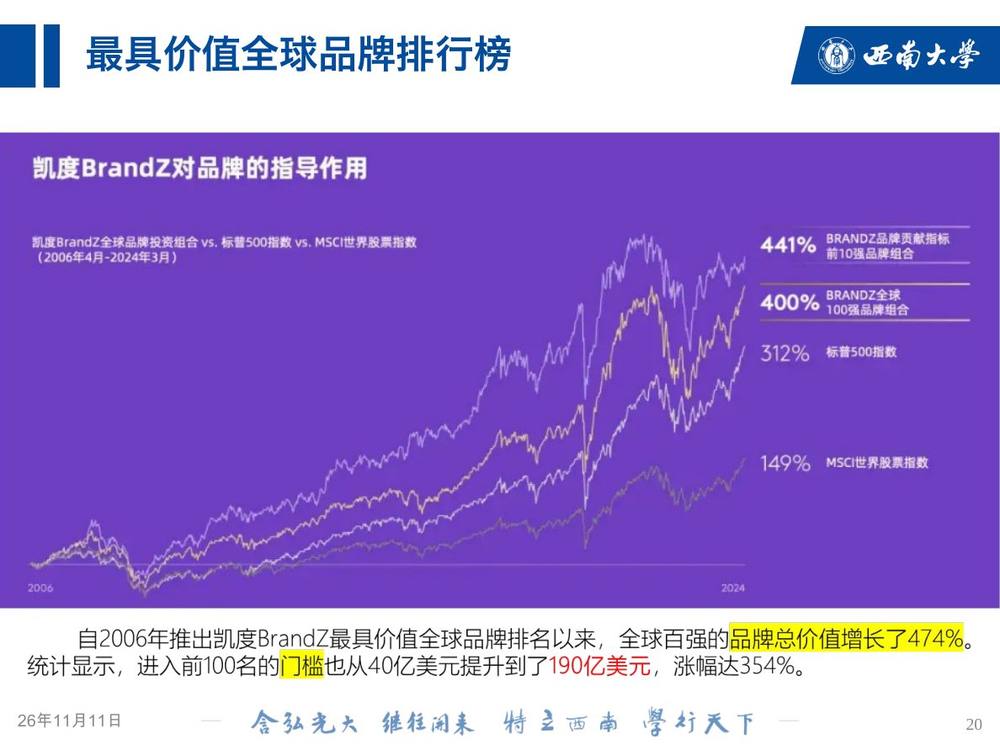 最具价值全球品牌排行榜
西南大学
凯度BrandZ对品牌的指导作用
凯度BrandZ全球品牌投资组合 vs. 标普500指数 vs. MSCI世界股票指数
（2006年4月-2024年3月）
441% BRANDZ品牌贡献指标
前10强品牌组合
400% BRANDZ全球
100强品牌组合
312% 标普500指数
149% MSCI世界股票指数
2006 2024
自2006年推出凯度BrandZ最具价值全球品牌排名以来，全球百强的品牌总价值增长了474%。
统计显示，进入前100名的门槛也从40亿美元提升到了190亿美元，涨幅达354%。
26年11月11日
含弘光大 继往开来 特立西南 学行天下
20